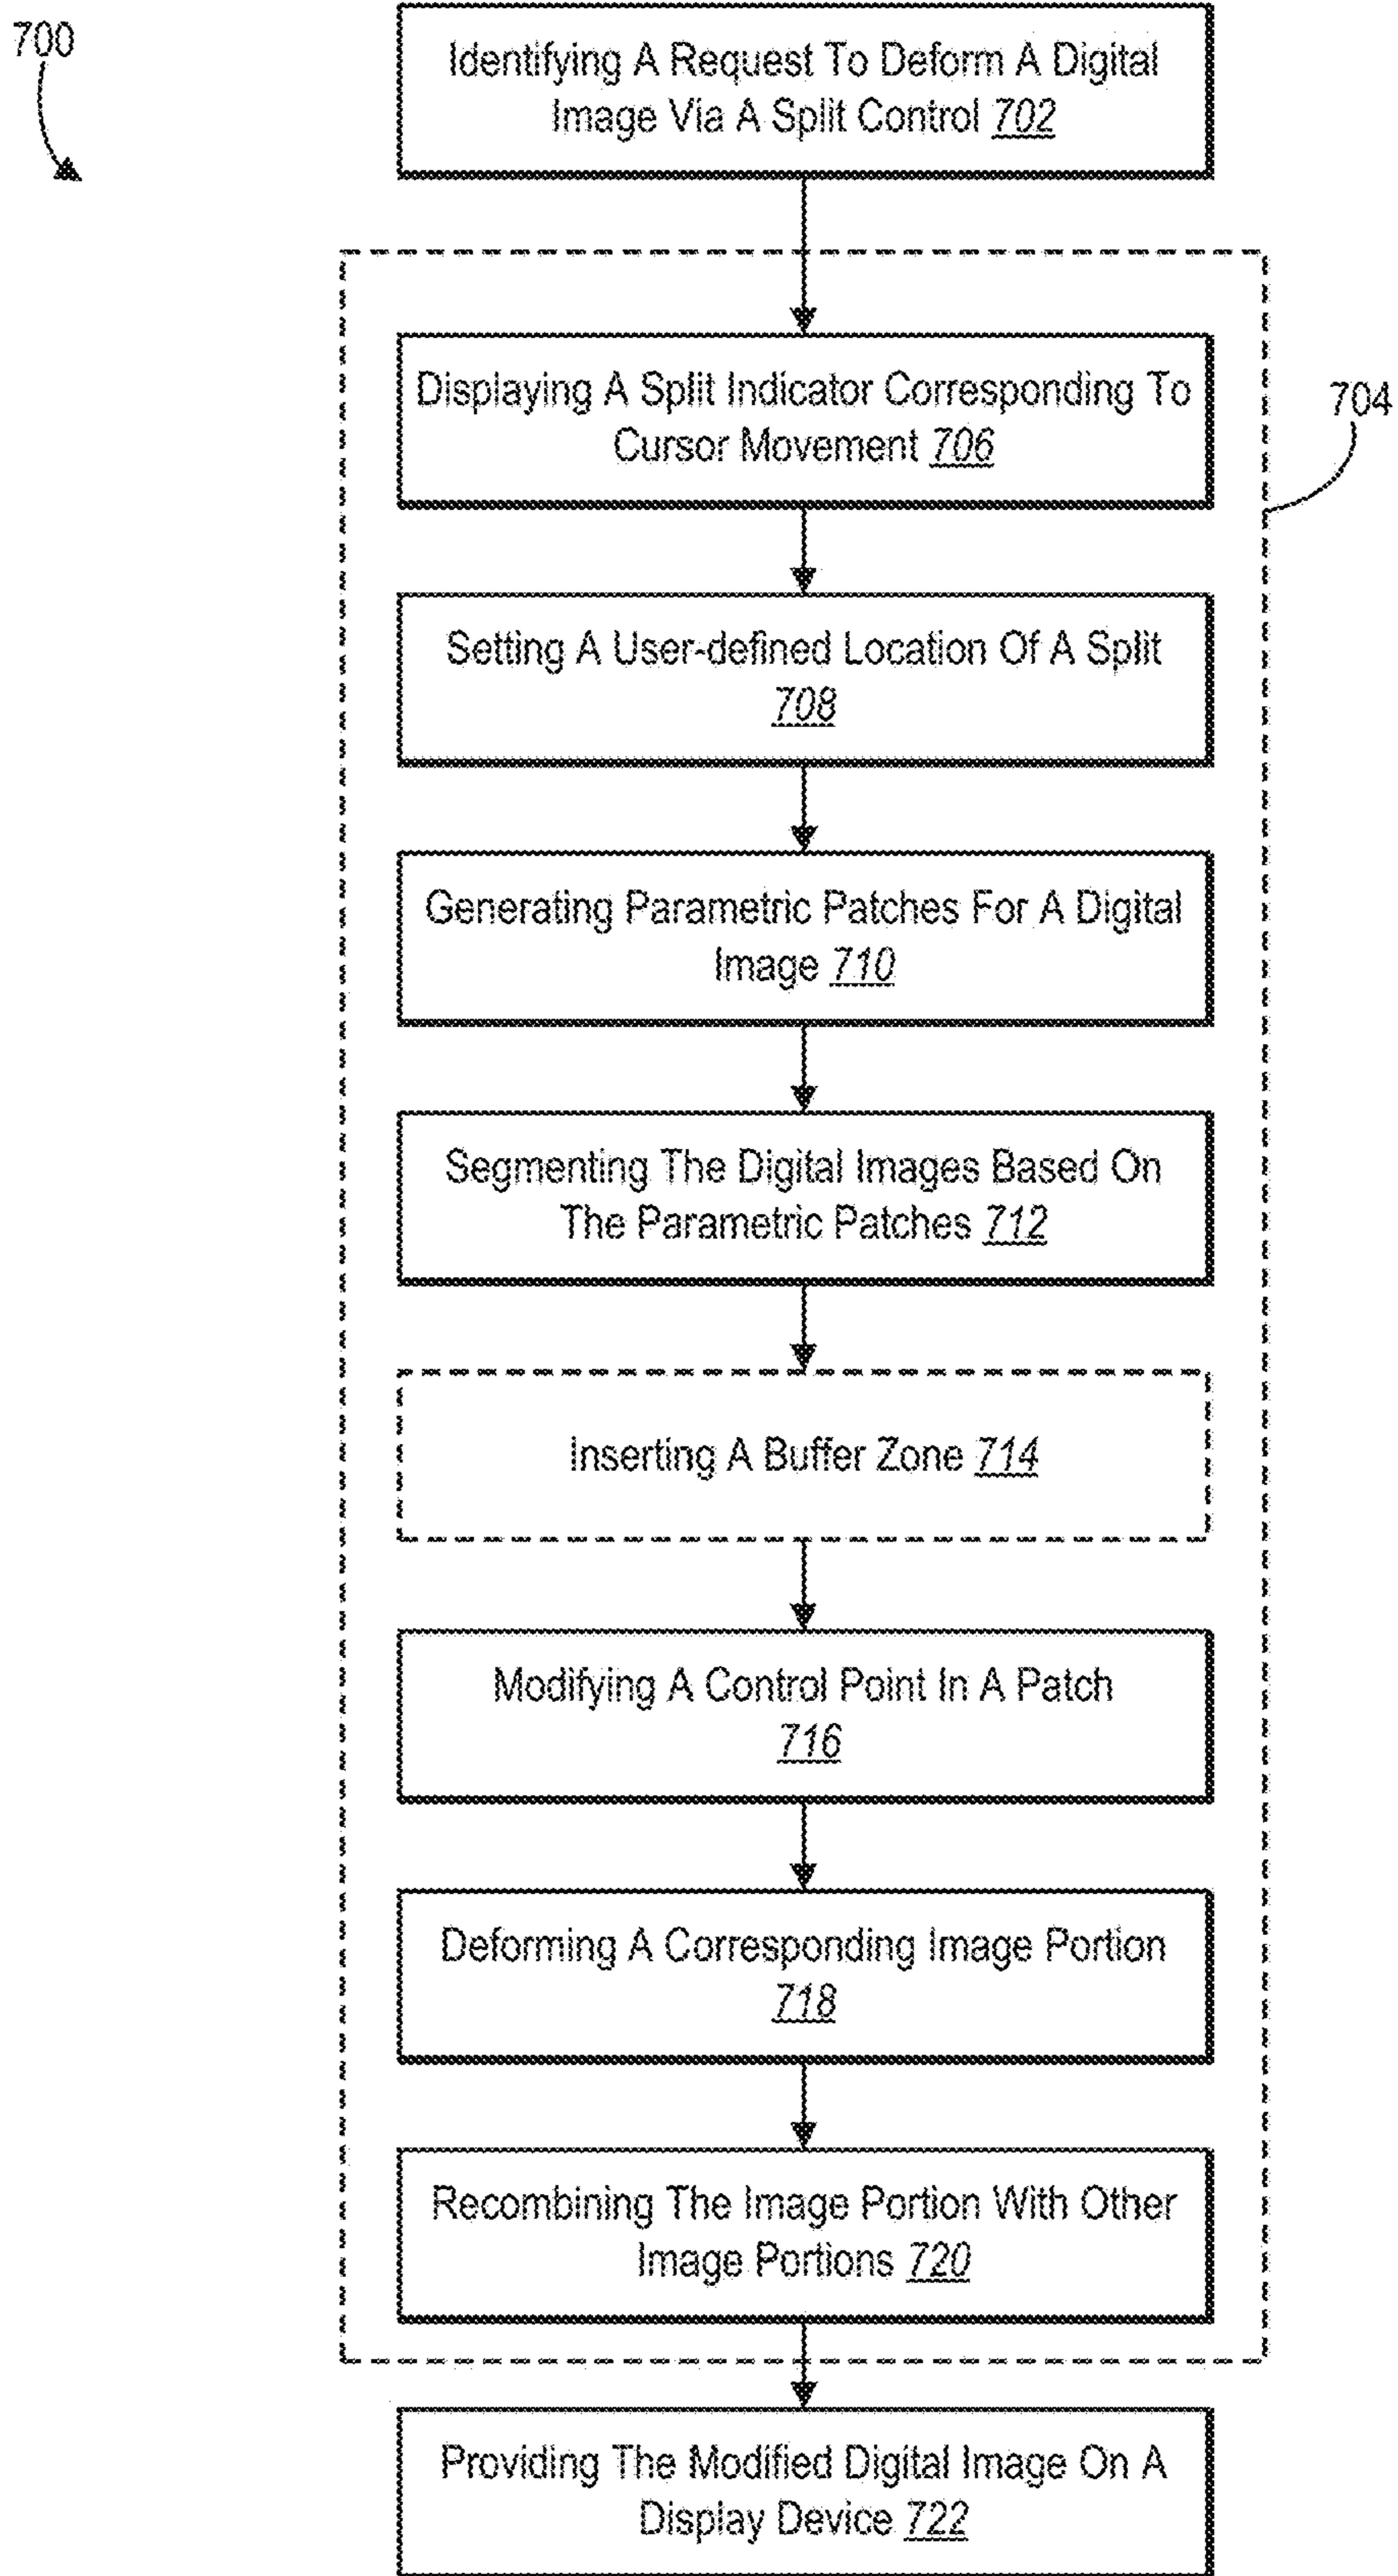 700
Identifying A Request To Deform A Digital
Image Via A Split Control 702
704
Displaying A Split Indicator Corresponding To
Cursor Movement 706
Setting A User-defined Location Of A Split
708
Generating Parametric Patches For A Digital
Image 710
Segmenting The Digital Images Based On
The Parametric Patches 712
Inserting A Buffer Zone 714
Modifying A Control Point In A Patch
716
Deforming A Corresponding Image Portion
718
Recombining The Image Portion With Other
Image Portions 720
Providing The Modified Digital Image On A
Display Device 722